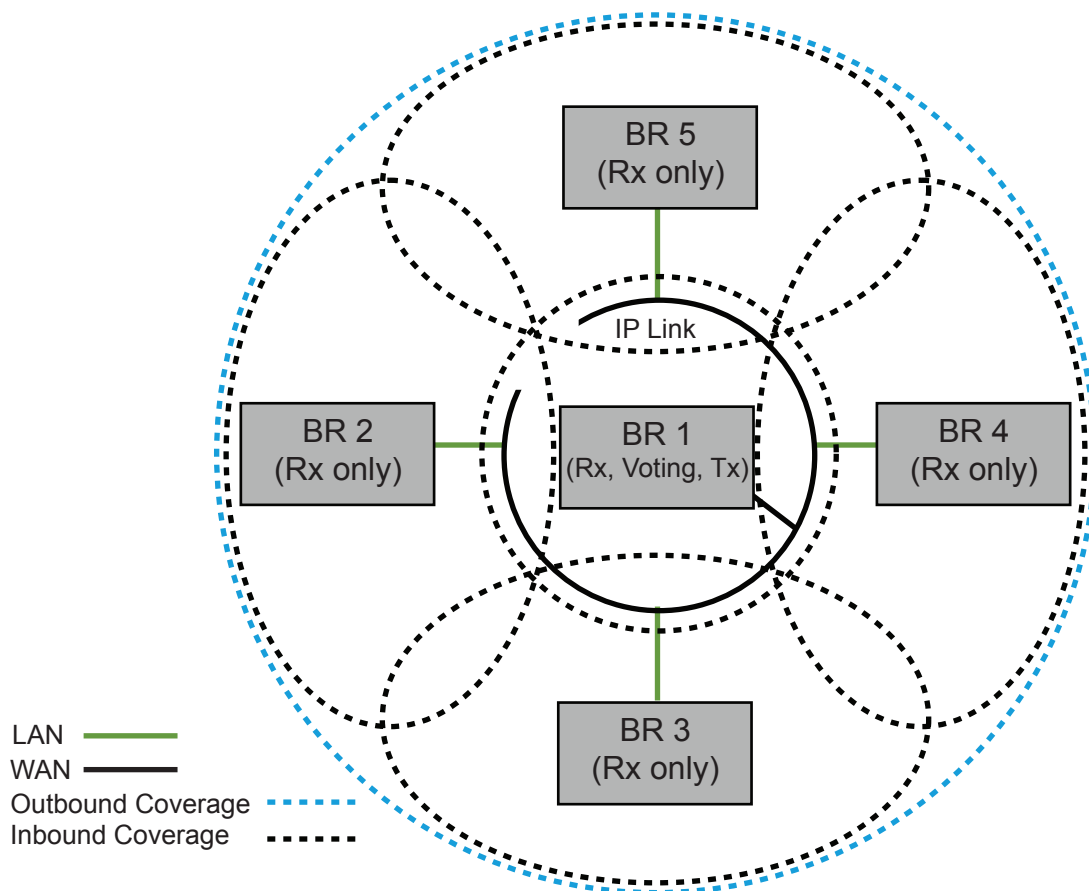 BR 5
(Rx only)
IP Link
BR 2
(Rx only)
BR 1
(Rx, Voting, Tx)
BR 4
(Rx only)
BR 3
(Rx only)
LAN
WAN
Outbound Coverage
Inbound Coverage